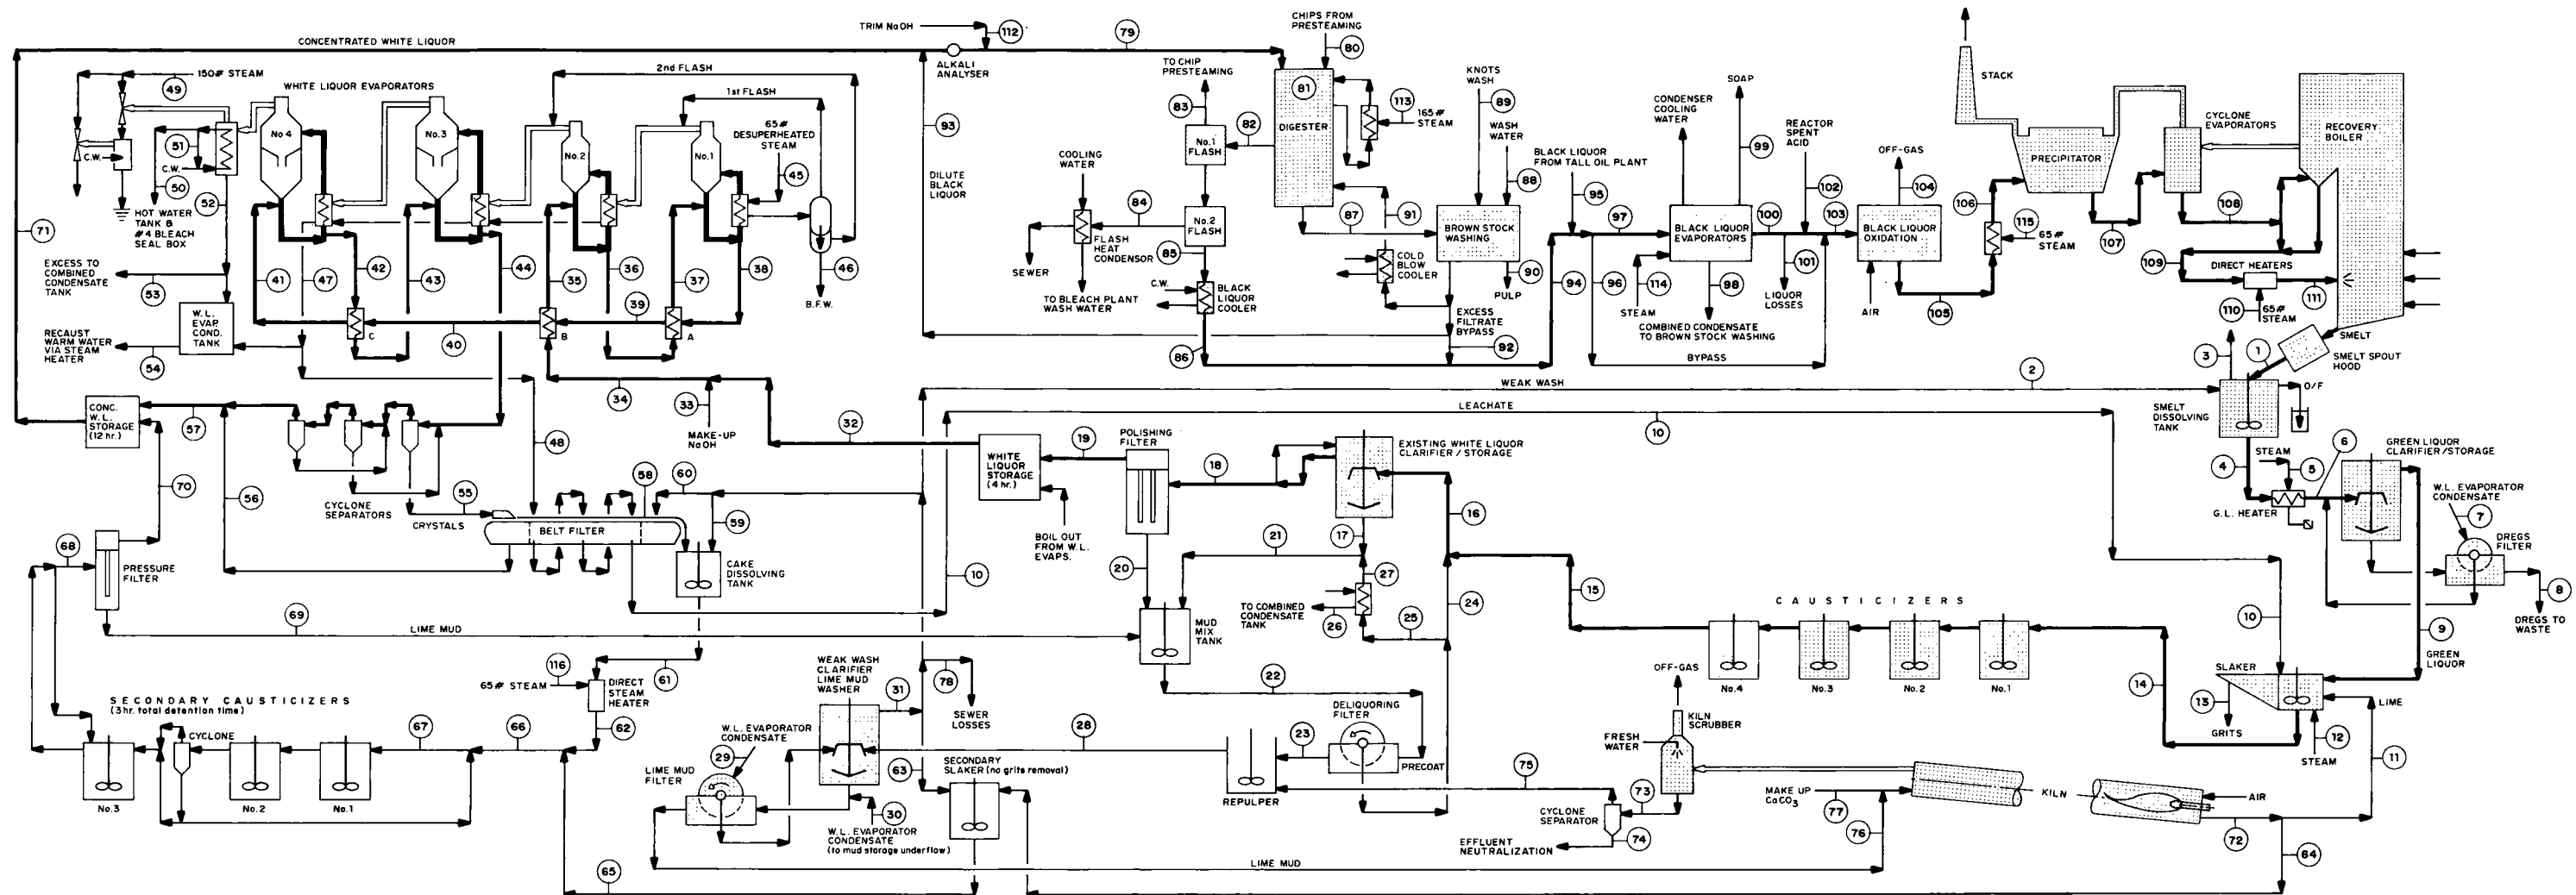 TRIM NaOH
112
CONCENTRATED WHITE LIQUOR
79
ALKALI
ANALYSER
CHIPS FROM
PRESTEAMING
80
150# STEAM
49
WHITE LIQUOR EVAPORATORS
2nd FLASH
1st FLASH
65#
DESUPERHEATED
STEAM
45
No 4
No.3
No.2
No.1
C.W.
51
C.W.
50
52
HOT WATER
TANK &
#4 BLEACH
SEAL BOX
71
EXCESS TO
COMBINED
CONDENSATE
TANK
53
41
47
42
43
44
35
36
37
38
46
B.F.W.
39
40
A
B
C
W. L.
EVAP.
COND.
TANK
RECAUST
WARM WATER
VIA STEAM
HEATER
54
34
33
MAKE-UP
NaOH
32
DILUTE
BLACK
LIQUOR
93
TO CHIP
PRESTEAMING
83
No.1
FLASH
82
81
DIGESTER
113
165#
STEAM
COOLING
WATER
84
No.2
FLASH
FLASH
HEAT
CONDENSOR
SEWER
TO BLEACH PLANT
WASH WATER
85
C.W.
BLACK
LIQUOR
COOLER
86
87
91
COLD
BLOW
COOLER
KNOTS
WASH
89
WASH
WATER
88
BROWN STOCK
WASHING
90
PULP
EXCESS
FILTRATE
BYPASS
92
94
BLACK LIQUOR
FROM TALL OIL PLANT
95
96
97
CONDENSER
COOLING
WATER
SOAP
99
BLACK LIQUOR
EVAPORATORS
100
114
STEAM
98
COMBINED CONDENSATE
TO BROWN STOCK WASHING
BYPASS
101
LIQUOR
LOSSES
REACTOR
SPENT
ACID
102
103
OFF-GAS
104
BLACK LIQUOR
OXIDATION
AIR
105
106
115
65#
STEAM
STACK
PRECIPITATOR
107
CYCLONE
EVAPORATORS
108
109
RECOVERY
BOILER
DIRECT HEATERS
110
65#
STEAM
111
SMELT
SMELT SPOUT
HOOD
1
3
O/F
WEAK WASH
2
LEACHATE
10
SMELT
DISSOLVING
TANK
4
STEAM
5
6
G.L. HEATER
GREEN LIQUOR
CLARIFIER/STORAGE
W.L. EVAPORATOR
CONDENSATE
7
DREGS
FILTER
8
DREGS TO
WASTE
9
GREEN
LIQUOR
10
SLAKER
13
GRITS
12
STEAM
LIME
11
CONC.
W. L.
STORAGE
(12 hr.)
57
56
70
CYCLONE
SEPARATORS
55
CRYSTALS
48
58
60
BELT FILTER
59
CAKE
DISSOLVING
TANK
10
68
PRESSURE
FILTER
69
LIME MUD
116
65# STEAM
DIRECT
STEAM
HEATER
61
62
SECONDARY CAUSTICIZERS
(3hr. total detention time)
CYCLONE
67
66
No.3
No.2
No.1
65
WHITE
LIQUOR
STORAGE
(4 hr.)
BOIL OUT
FROM W.L.
EVAPS.
19
POLISHING
FILTER
18
EXISTING WHITE LIQUOR
CLARIFIER / STORAGE
16
17
20
21
27
TO COMBINED
CONDENSATE
TANK
26
25
24
MUD
MIX
TANK
22
15
CAUSTICIZERS
No.4
No.3
No.2
No.1
14
WEAK WASH
CLARIFIER
LIME MUD
WASHER
31
78
SEWER
LOSSES
W.L. EVAPORATOR
CONDENSATE
29
LIME MUD
FILTER
30
W. L. EVAPORATOR
CONDENSATE
(to mud storage underflow)
28
63
SECONDARY
SLAKER (no grits removal)
DELIQUORING
FILTER
23
PRECOAT
REPULPER
75
OFF-GAS
KILN
SCRUBBER
FRESH
WATER
73
CYCLONE
SEPARATOR
74
EFFLUENT
NEUTRALIZATION
MAKE UP
CaCO3
77
76
KILN
AIR
72
64
LIME MUD